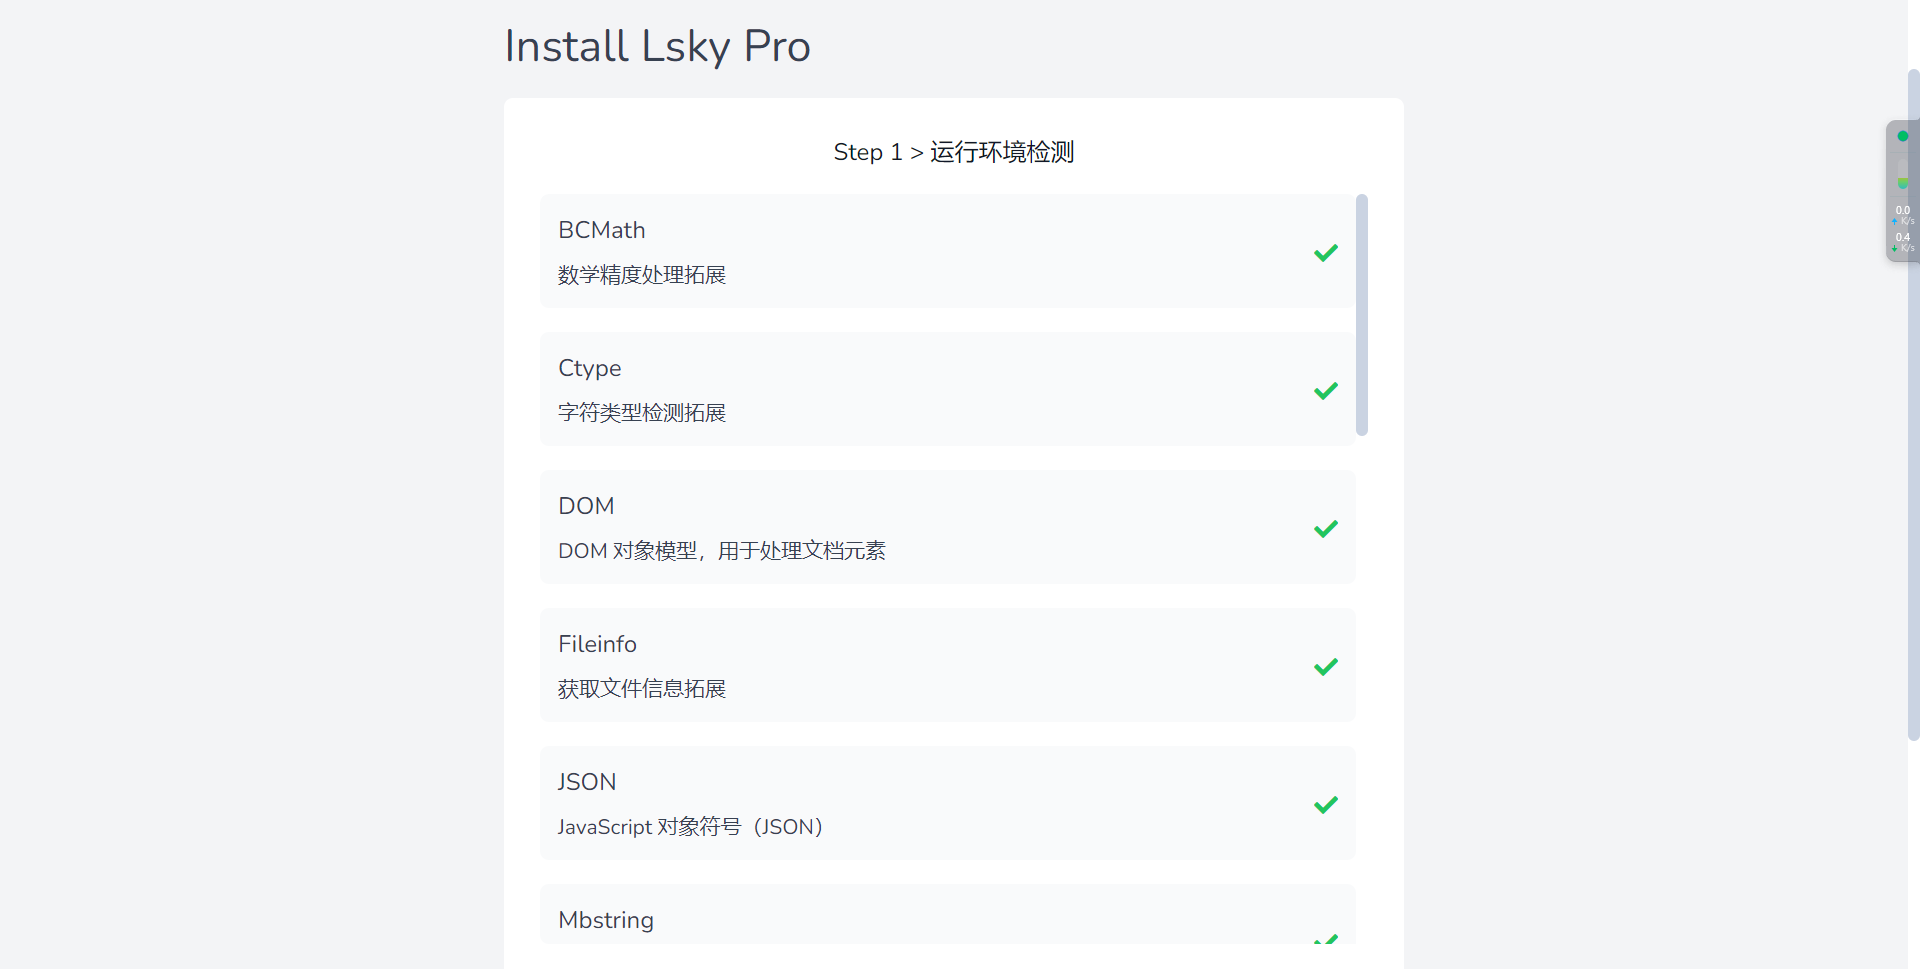 Install Lsky Pro
Step 1 > 运行环境检测
BCMath
数学精度处理拓展
Ctype
字符类型检测拓展
DOM
DOM 对象模型，用于处理文档元素
Fileinfo
获取文件信息拓展
JSON
JavaScript 对象符号（JSON）
Mbstring
0.0
K/s
0.4
K/s